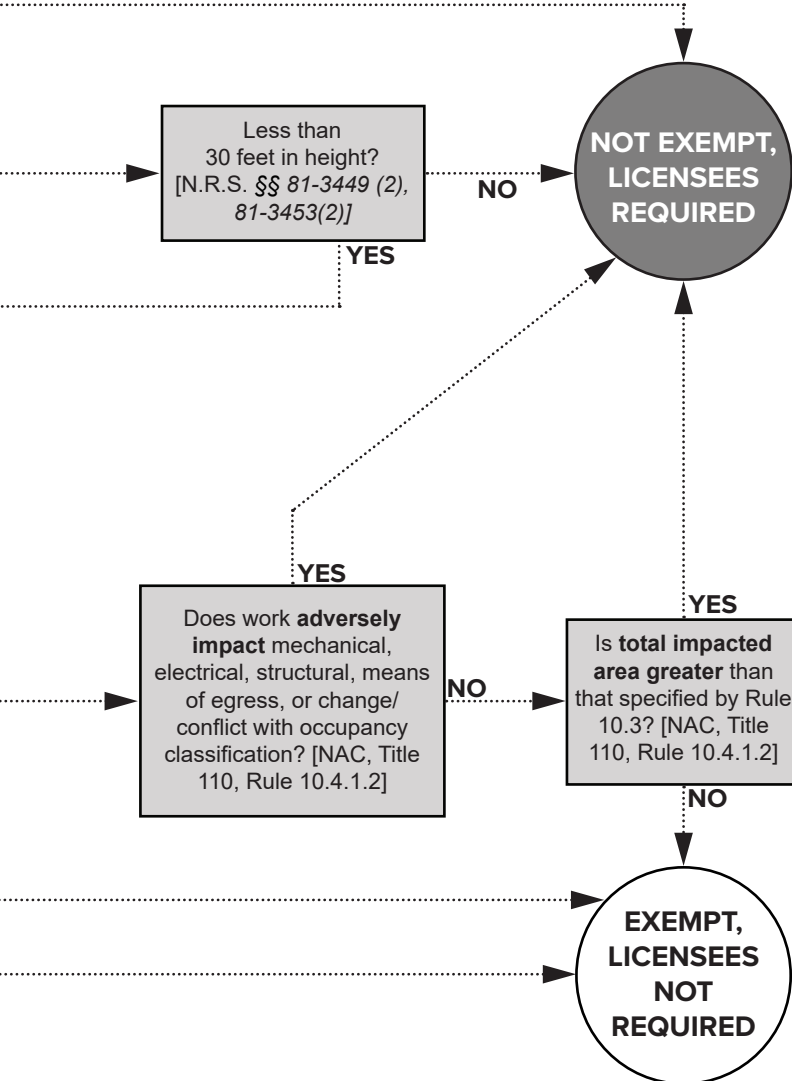 Less than
30 feet in height?
[N.R.S. §§ 81-3449 (2),
81-3453(2)]
NO
YES
NOT EXEMPT,
LICENSEES
REQUIRED
YES
Does work adversely
impact mechanical,
electrical, structural, means
of egress, or change/
conflict with occupancy
classification? [NAC, Title
110, Rule 10.4.1.2]
NO
YES
Is total impacted
area greater than
that specified by Rule
10.3? [NAC, Title
110, Rule 10.4.1.2]
NO
EXEMPT,
LICENSEES
NOT
REQUIRED